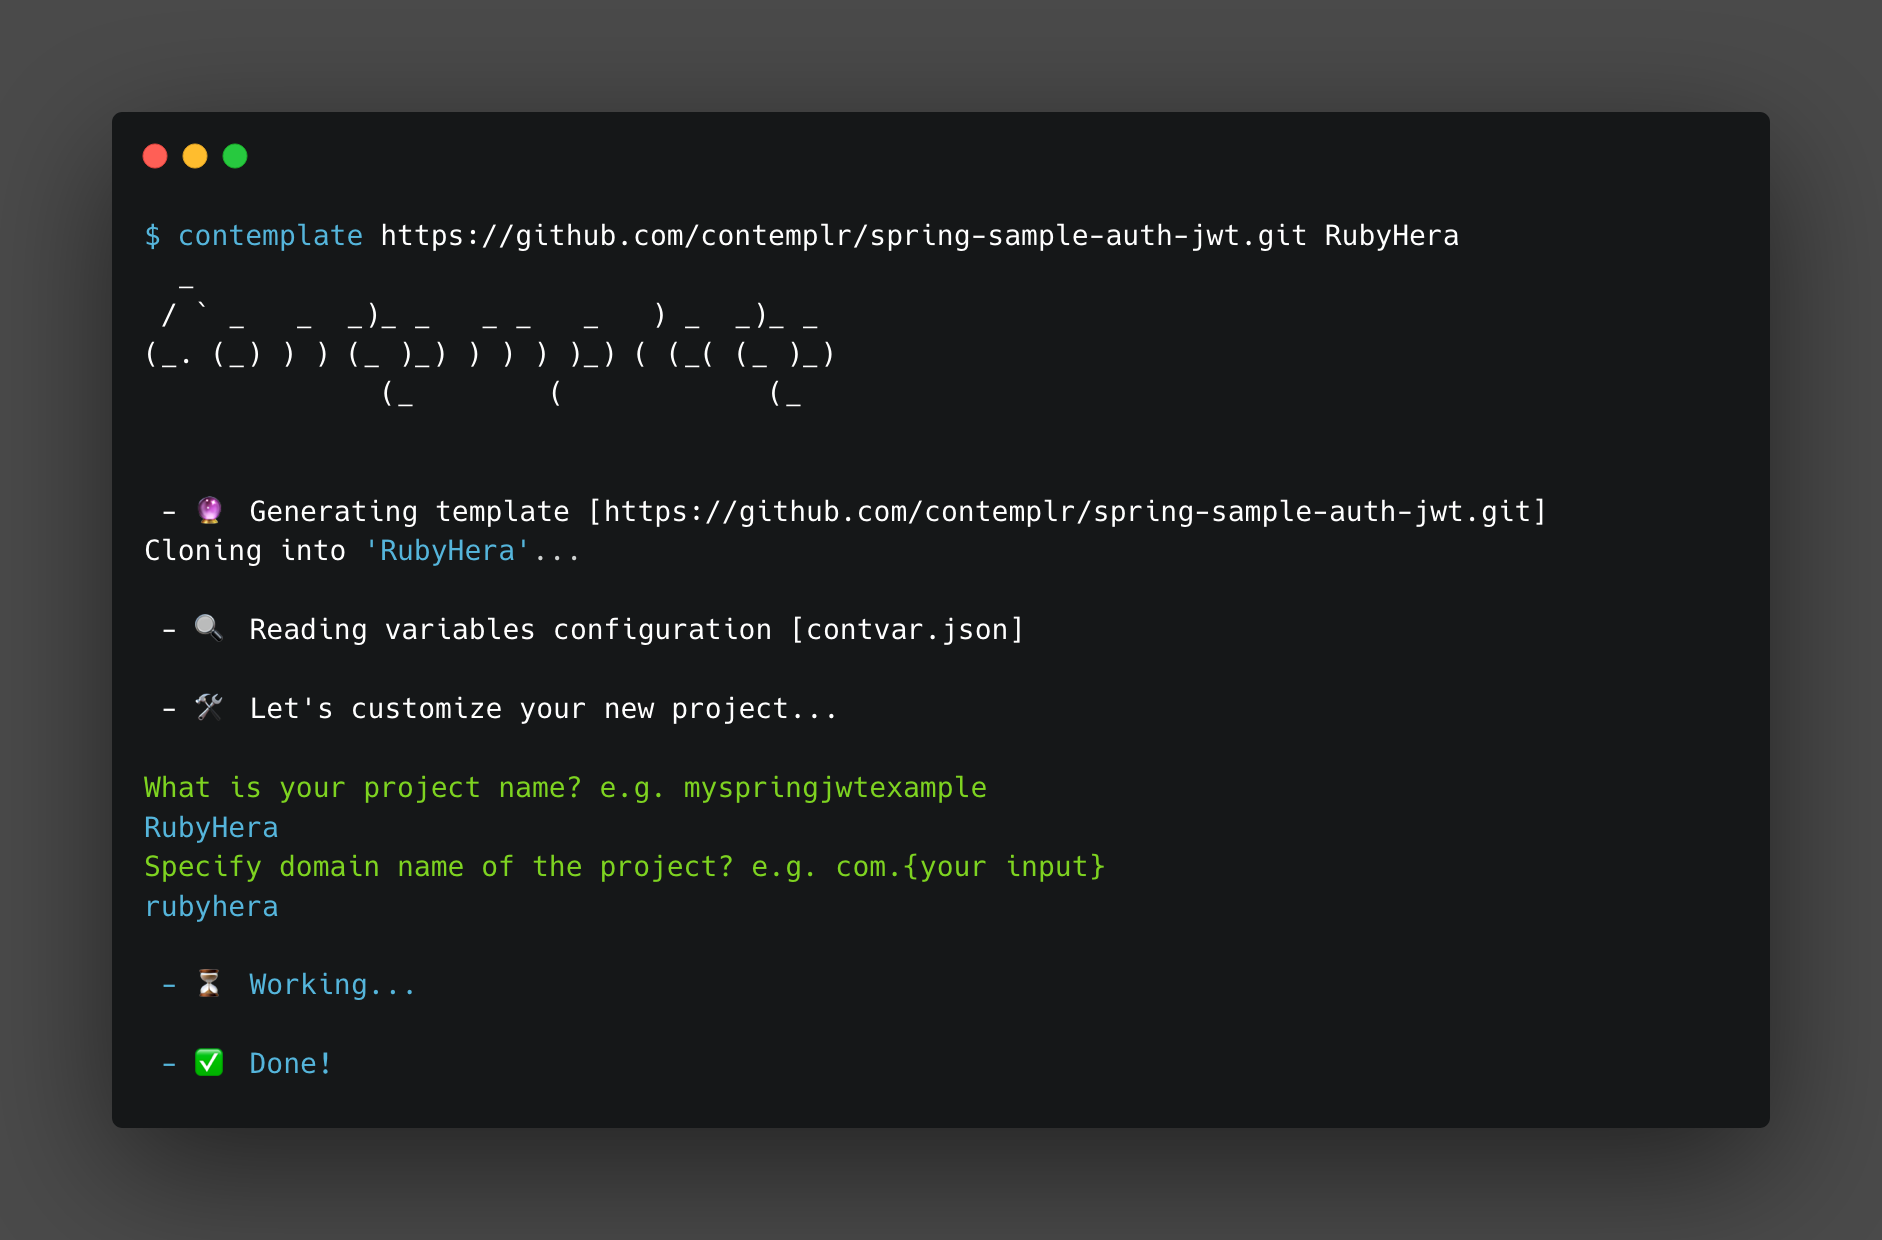 $ contemplate https://github.com/contemplr/spring-sample-auth-jwt.git RubyHera
  _
 / ` _   _  _)_ _   _ _   _   ) _  _)_ _
(_. (_) ) ) (_ )_) ) ) ) )_) ( (_( (_ )_)
              (_        (            (_
 - 🔮 Generating template [https://github.com/contemplr/spring-sample-auth-jwt.git]
Cloning into 'RubyHera'...
 - 🔍 Reading variables configuration [contvar.json]
 - 🛠 Let's customize your new project...
What is your project name? e.g. myspringjwtexample
RubyHera
Specify domain name of the project? e.g. com.{your input}
rubyhera
 - ⏳ Working...
 - ✅ Done!